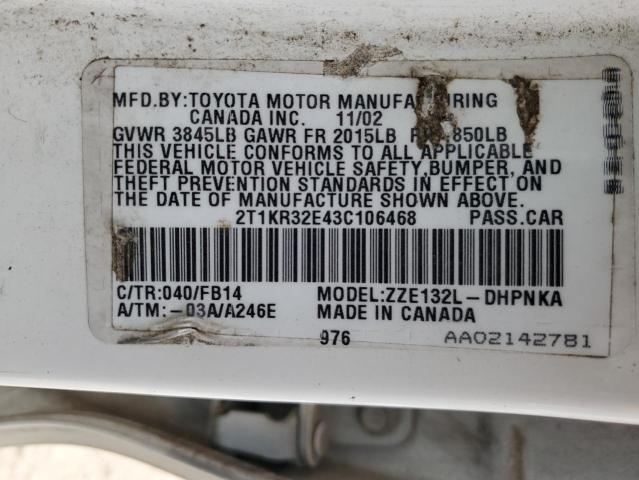 MFD.BY:TOYOTA MOTOR MANUFACTURING
CANADA INC. 11/02
GVWR 3845LB GAWR FR 2015LB 850LB
THIS VEHICLE CONFORMS TO ALL APPLICABLE
FEDERAL MOTOR VEHICLE SAFETY,BUMPER, AND
THEFT PREVENTION STANDARDS IN EFFECT ON
THE DATE OF MANUFACTURE SHOWN ABOVE.
2T1KR32E43C106468 PASS.CAR
C/TR:040/FB14 MODEL:ZZE132L-DHPNKA
A/TM:-03A/A246E MADE IN CANADA
976 AA02142781